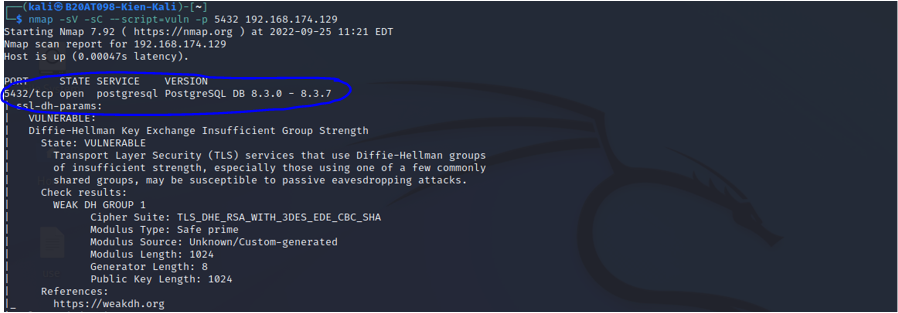 ┌──(kali㉿B20AT098-Kien-Kali)-[~]
└─$ nmap -sV -sC --script=vuln -p 5432 192.168.174.129
Starting Nmap 7.92 ( https://nmap.org ) at 2022-09-25 11:21 EDT
Nmap scan report for 192.168.174.129
Host is up (0.00047s latency).

PORT     STATE SERVICE    VERSION
5432/tcp open  postgresql PostgreSQL DB 8.3.0 - 8.3.7
| ssl-dh-params:
|   VULNERABLE:
|   Diffie-Hellman Key Exchange Insufficient Group Strength
|     State: VULNERABLE
|       Transport Layer Security (TLS) services that use Diffie-Hellman groups
|       of insufficient strength, especially those using one of a few commonly
|       shared groups, may be susceptible to passive eavesdropping attacks.
|     Check results:
|       WEAK DH GROUP 1
|             Cipher Suite: TLS_DHE_RSA_WITH_3DES_EDE_CBC_SHA
|             Modulus Type: Safe prime
|             Modulus Source: Unknown/Custom-generated
|             Modulus Length: 1024
|             Generator Length: 8
|             Public Key Length: 1024
|     References:
|_      https://weakdh.org